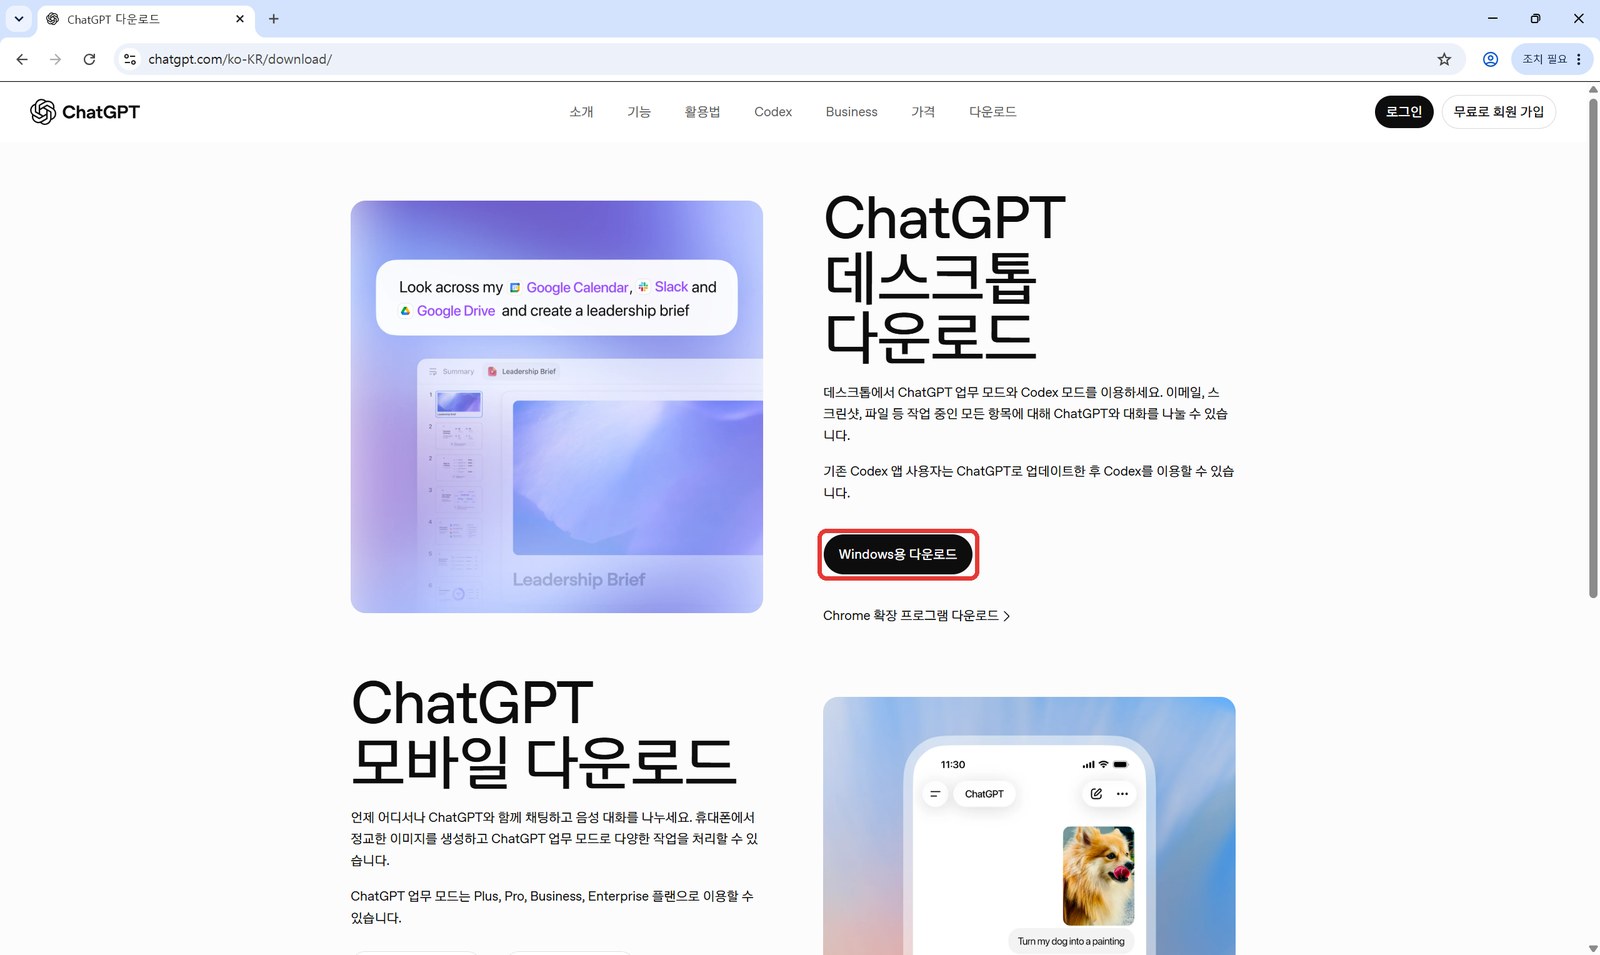 ChatGPT 다운로드
chatgpt.com/ko-KR/download/
조치 필요
ChatGPT
소개
기능
활용법
Codex
Business
가격
다운로드
로그인
무료로 회원 가입
Look across my Google Calendar, Slack and
Google Drive and create a leadership brief
Summary
Leadership Brief
1
2
2
3
4
5
6
Leadership Brief
ChatGPT
데스크톱
다운로드
데스크톱에서 ChatGPT 업무 모드와 Codex 모드를 이용하세요. 이메일, 스
크린샷, 파일 등 작업 중인 모든 항목에 대해 ChatGPT와 대화를 나눌 수 있습
니다.
기존 Codex 앱 사용자는 ChatGPT로 업데이트한 후 Codex를 이용할 수 있습
니다.
Windows용 다운로드
Chrome 확장 프로그램 다운로드
ChatGPT
모바일 다운로드
언제 어디서나 ChatGPT와 함께 채팅하고 음성 대화를 나누세요. 휴대폰에서
정교한 이미지를 생성하고 ChatGPT 업무 모드로 다양한 작업을 처리할 수 있
습니다.
ChatGPT 업무 모드는 Plus, Pro, Business, Enterprise 플랜으로 이용할 수
있습니다.
11:30
ChatGPT
Turn my dog into a painting